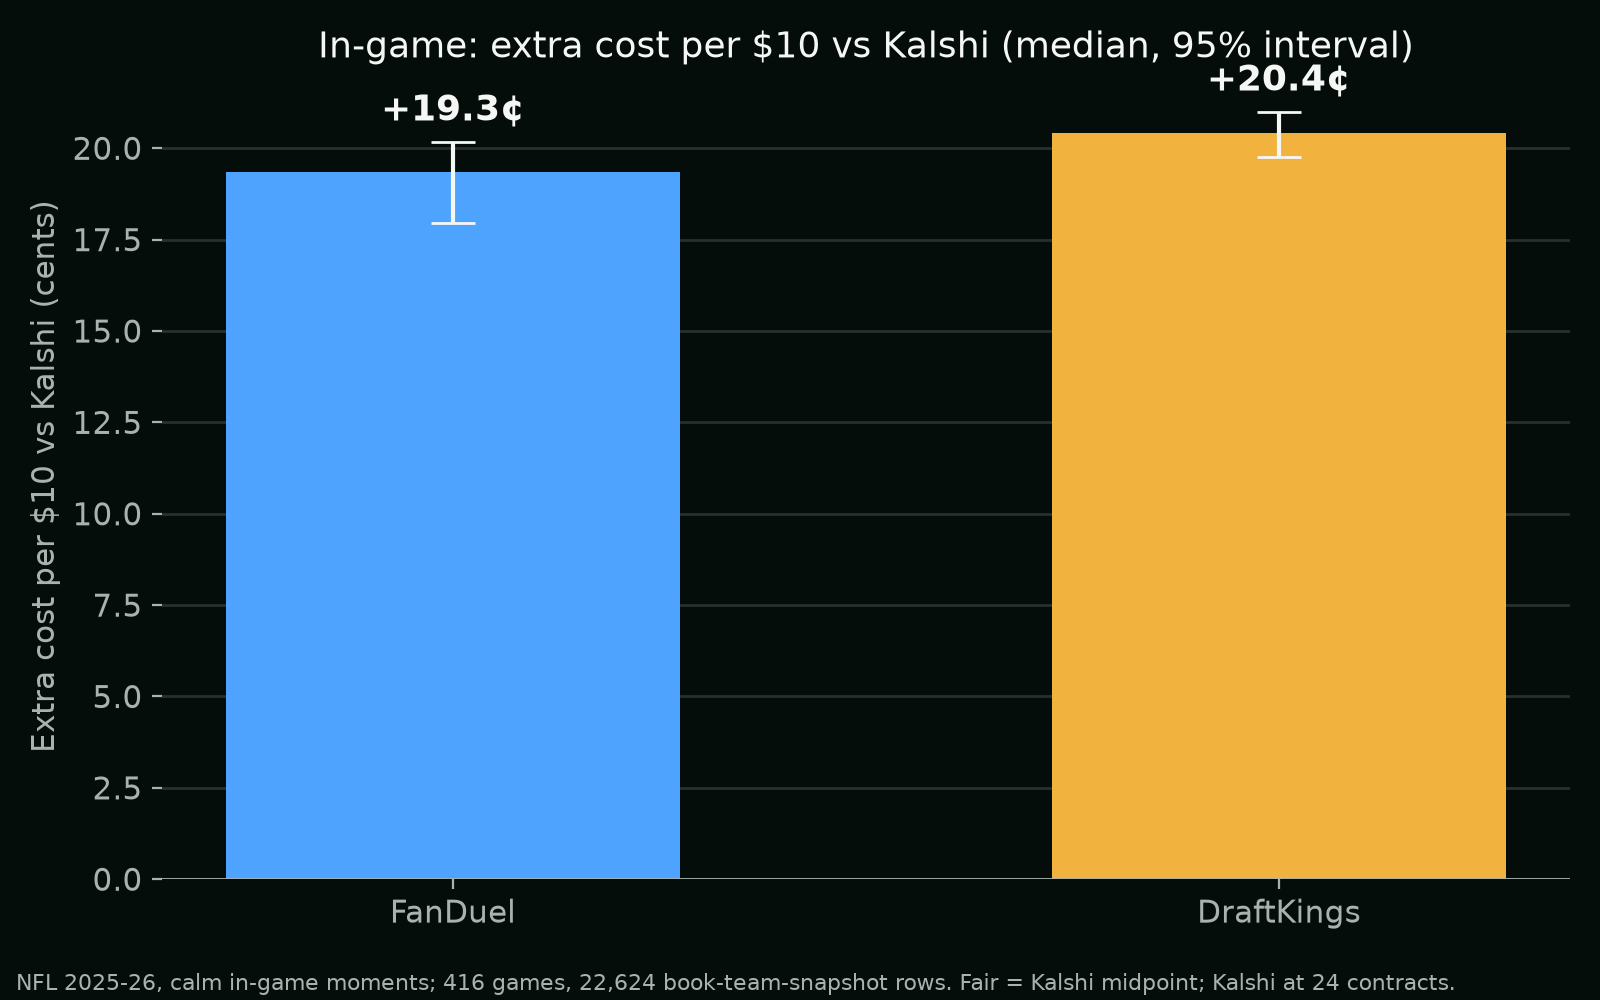 In-game: extra cost per $10 vs Kalshi (median, 95% interval)
+19.3¢
+20.4¢
Extra cost per $10 vs Kalshi (cents)
20.0
17.5
15.0
12.5
10.0
7.5
5.0
2.5
0.0
FanDuel
DraftKings
NFL 2025-26, calm in-game moments; 416 games, 22,624 book-team-snapshot rows. Fair = Kalshi midpoint; Kalshi at 24 contracts.